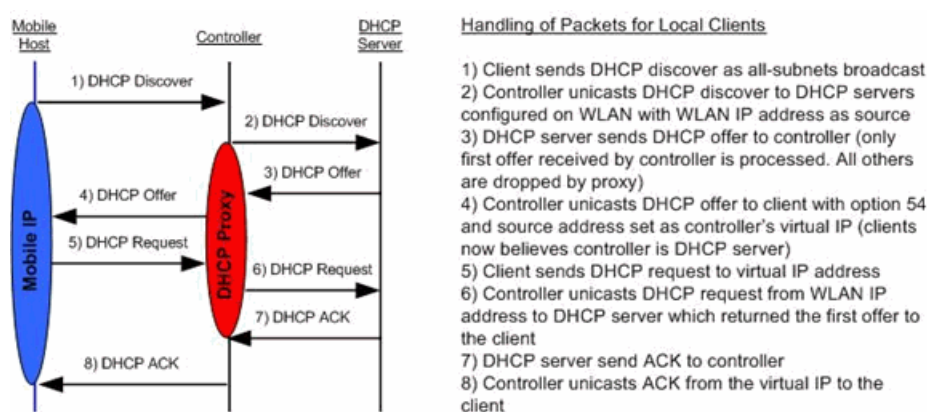 Mobile
Host
Controller
DHCP
Server
1) DHCP Discover
2) DHCP Discover
3) DHCP Offer
4) DHCP Offer
5) DHCP Request
6) DHCP Request
7) DHCP ACK
8) DHCP ACK
Mobile IP
DHCP Proxy
Handling of Packets for Local Clients
1) Client sends DHCP discover as all-subnets broadcast
2) Controller unicasts DHCP discover to DHCP servers
configured on WLAN with WLAN IP address as source
3) DHCP server sends DHCP offer to controller (only
first offer received by controller is processed. All others
are dropped by proxy)
4) Controller unicasts DHCP offer to client with option 54
and source address set as controller's virtual IP (clients
now believes controller is DHCP server)
5) Client sends DHCP request to virtual IP address
6) Controller unicasts DHCP request from WLAN IP
address to DHCP server which returned the first offer to
the client
7) DHCP server send ACK to controller
8) Controller unicasts ACK from the virtual IP to the
client